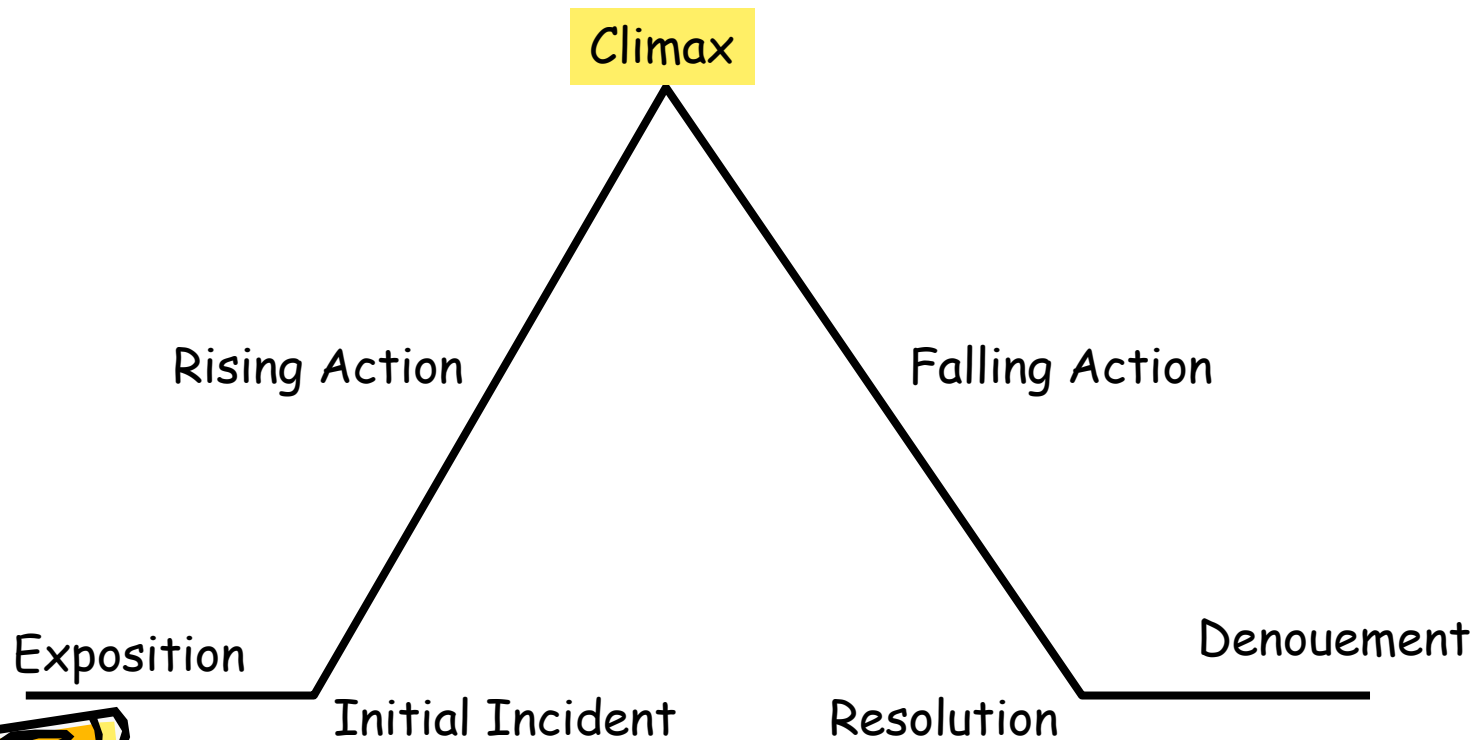 Climax
Rising Action
Falling Action
Exposition
Denouement
Initial Incident
Resolution